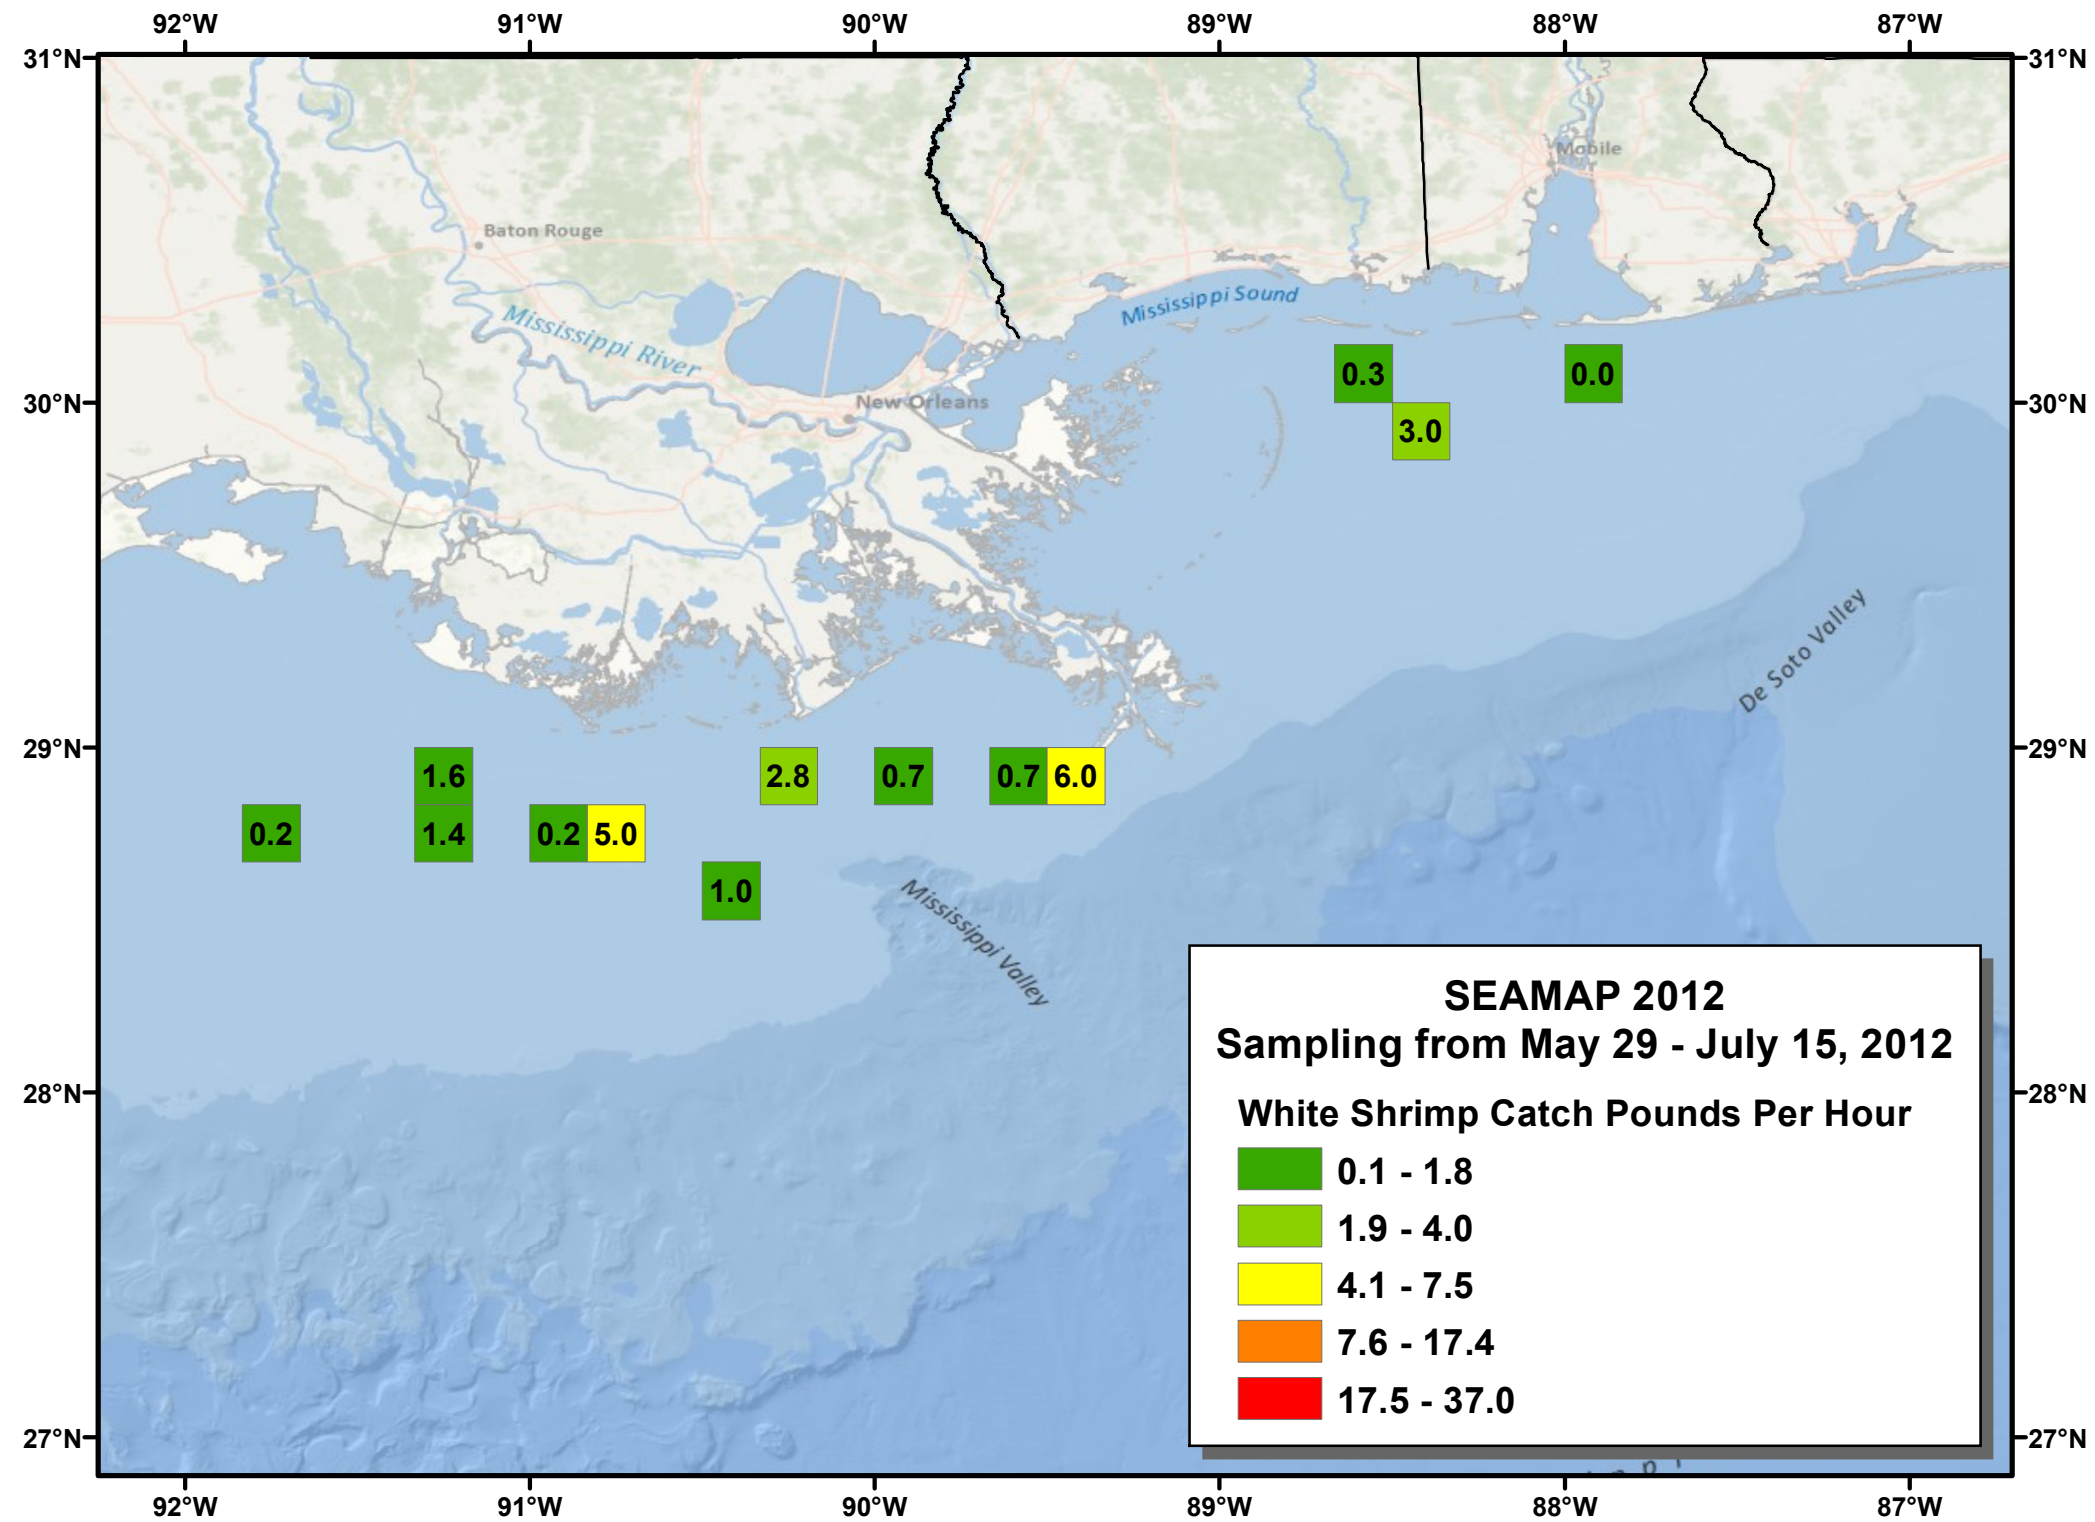 92°W 91°W 90°W 89°W 88°W 87°W
31°N 31°N
Mobile
Baton Rouge
Mississippi Sound
Mississippi River
0.3 0.0
30°N New Orleans 30°N
3.0
De Soto Valley
29°N 29°N
1.6 2.8 0.7 0.7 6.0
0.2 1.4 0.2 5.0
1.0
Mississippi Valley
SEAMAP 2012
Sampling from May 29 - July 15, 2012
28°N 28°N
White Shrimp Catch Pounds Per Hour
0.1 - 1.8
1.9 - 4.0
4.1 - 7.5
7.6 - 17.4
17.5 - 37.0
27°N 27°N
92°W 91°W 90°W 89°W 88°W 87°W